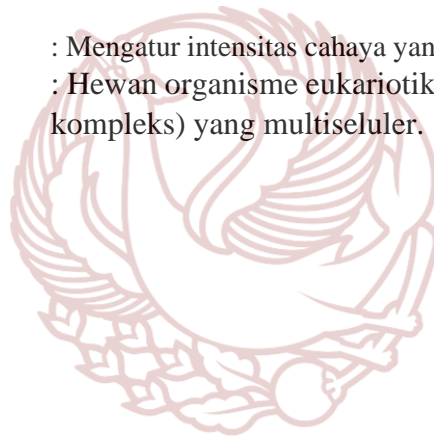 : Mengatur intensitas cahaya yan
: Hewan organisme eukariotik
kompleks) yang multiseluler.